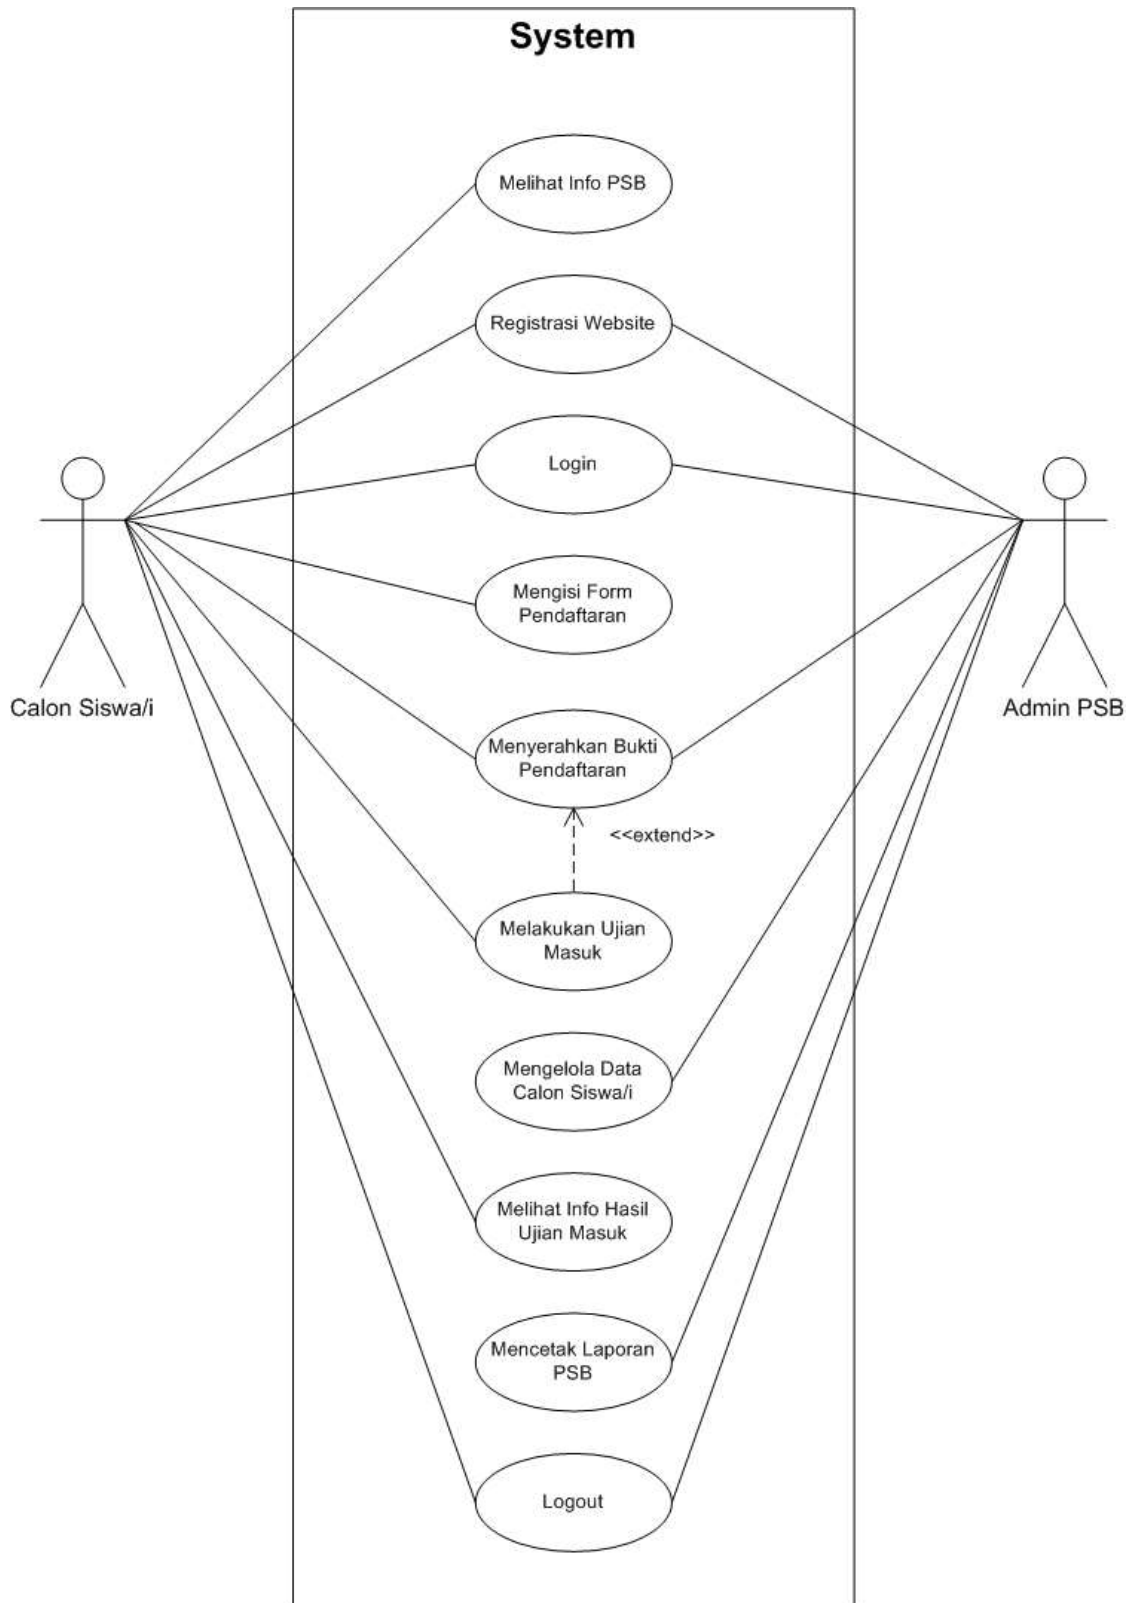 System
Melihat Info PSB
Registrasi Website
Login
Mengisi Form
Pendaftaran
Calon Siswa/i
Admin PSB
Menyerahkan Bukti
Pendaftaran
<<extend>>
Melakukan Ujian
Masuk
Mengelola Data
Calon Siswa/i
Melihat Info Hasil
Ujian Masuk
Mencetak Laporan
PSB
Logout